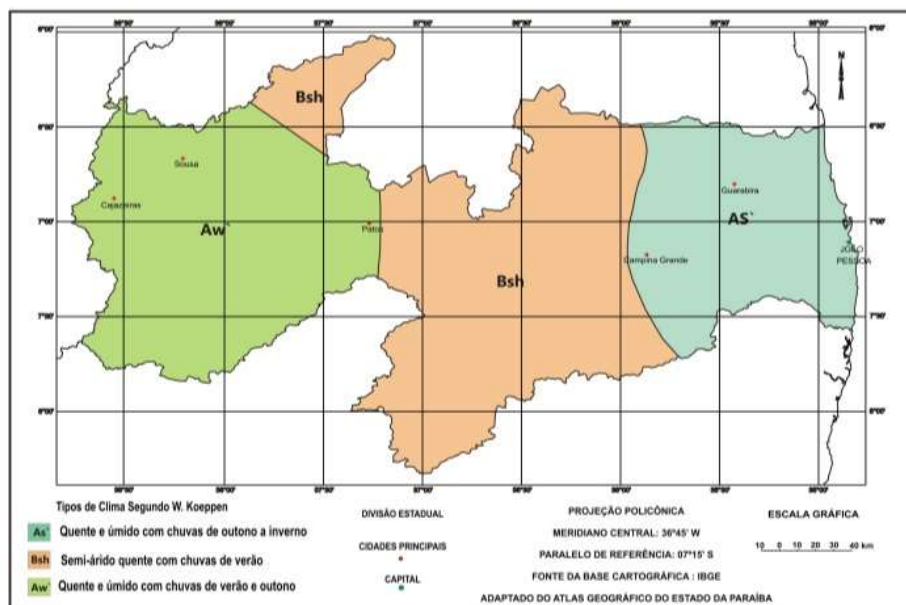 Bsh
N
Sousa
Guarabira
Cajazeiras
AS`
7°00'
7°00'
Aw`
Patos
JOÃO
PESSOA
Campina Grande
Bsh
Tipos de Clima Segundo W. Koeppen
As` Quente e úmido com chuvas de outono a inverno
Bsh Semi-árido quente com chuvas de verão
Aw` Quente e úmido com chuvas de verão e outono
DIVISÃO ESTADUAL
CIDADES PRINCIPAIS
CAPITAL
PROJEÇÃO POLICÔNICA
MERIDIANO CENTRAL: 36°45' W
PARALELO DE REFERÊNCIA: 07°15' S
FONTE DA BASE CARTOGRÁFICA : IBGE
ADAPTADO DO ATLAS GEOGRÁFICO DO ESTADO DA PARAÍBA
ESCALA GRÁFICA
10 0 10 20 30 40 km